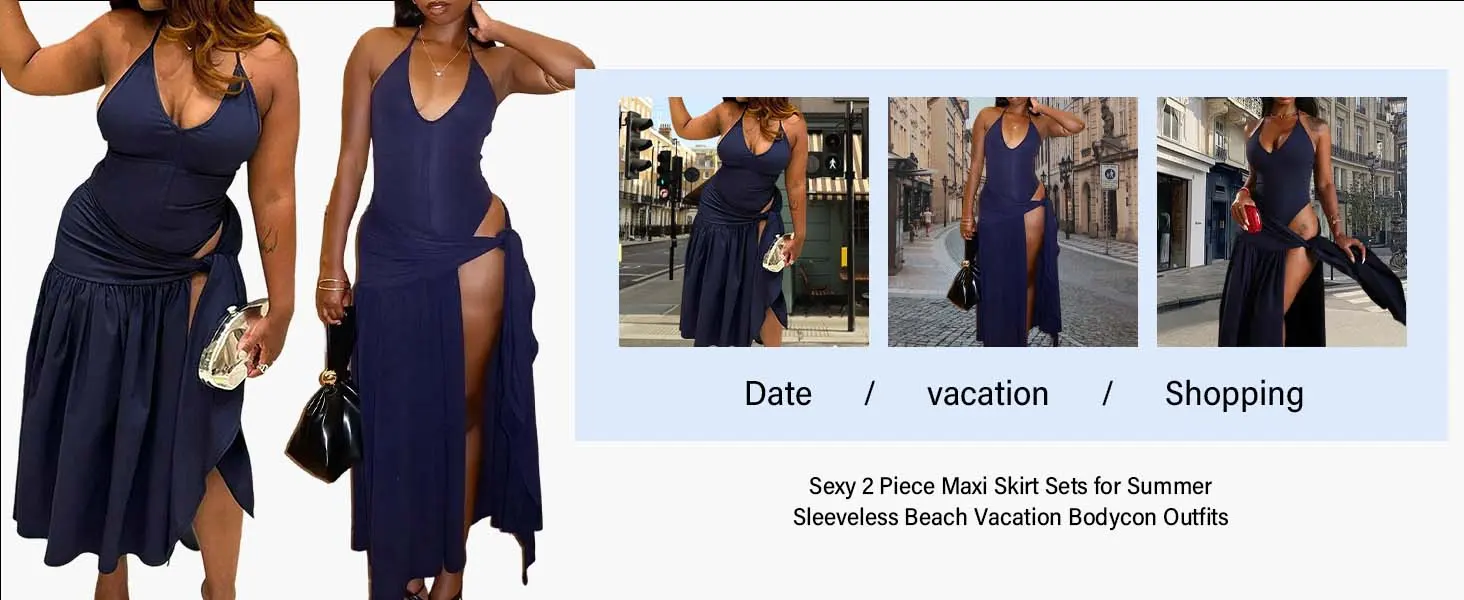 Date / vacation / Shopping
Sexy 2 Piece Maxi Skirt Sets for Summer
Sleeveless Beach Vacation Bodycon Outfits